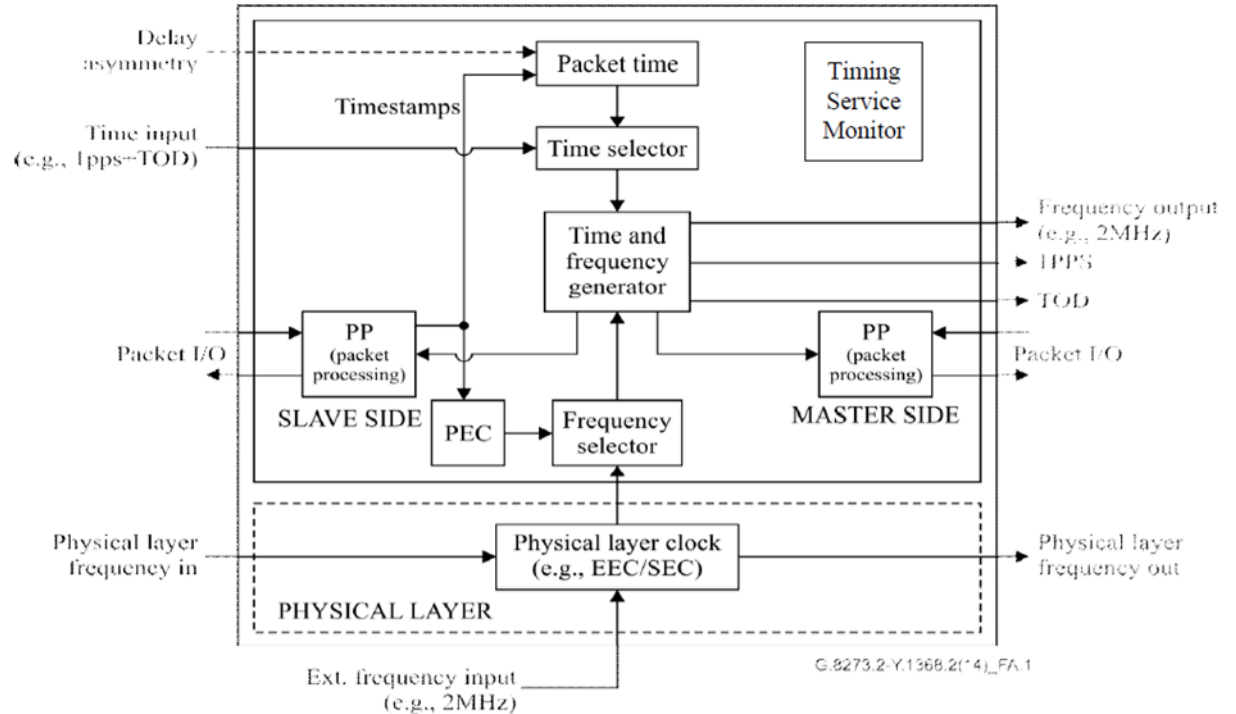 Delay
asymmetry
Packet time
Timing
Service
Monitor
Timestamps
Time input
(e.g., 1pps+TOD)
Time selector
Time and
frequency
generator
Frequency output
(e.g., 2MHz)
1PPS
TOD
PP
(packet
processing)
Packet I/O
SLAVE SIDE
PP
(packet
processing)
Packet I/O
MASTER SIDE
PEC
Frequency
selector
Physical layer
frequency in
Physical layer clock
(e.g., EEC/SEC)
Physical layer
frequency out
PHYSICAL LAYER
Ext. frequency input
(e.g., 2MHz)
G.8273.2-Y.1368.2(14)_FA.1